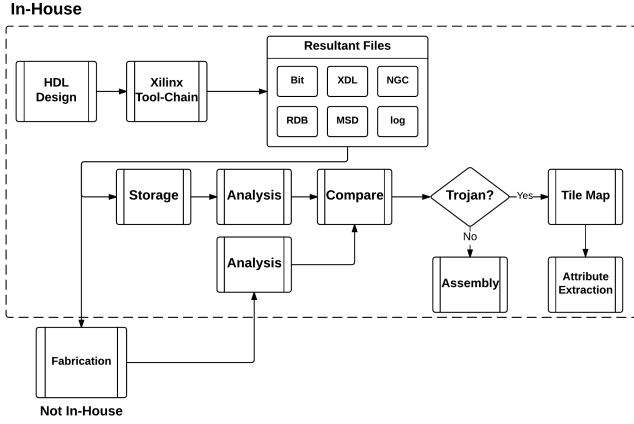 In-House
HDL
Design
Xilinx
Tool-Chain
Resultant Files
Bit
XDL
NGC
RDB
MSD
log
Storage
Analysis
Compare
Trojan?
Yes
Tile Map
Analysis
No
Assembly
Attribute
Extraction
Fabrication
Not In-House